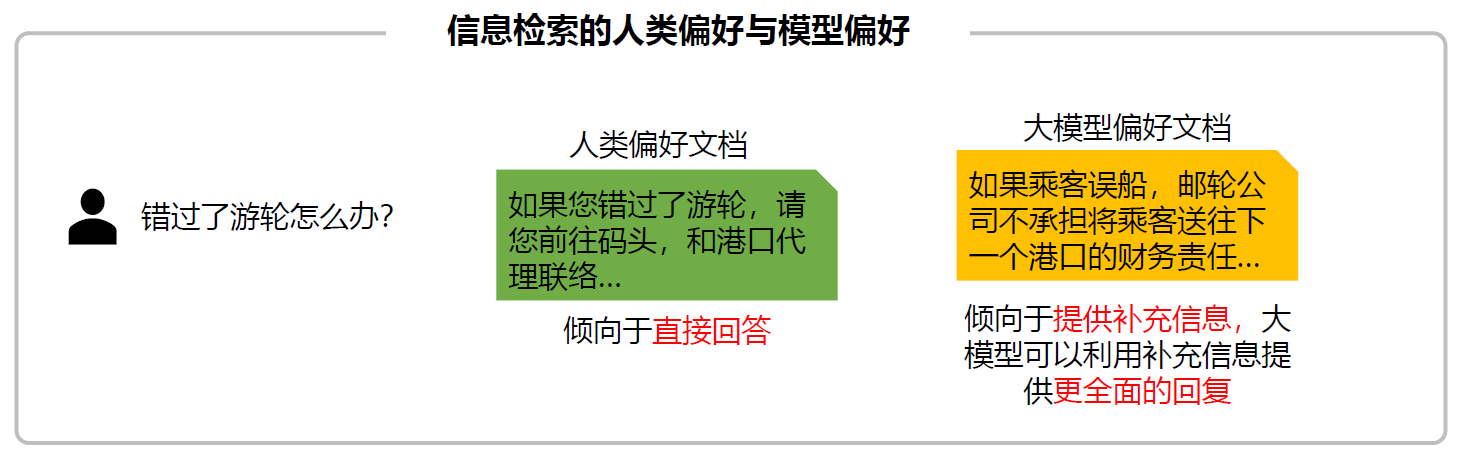 信息检索的人类偏好与模型偏好
错过了游轮怎么办？
人类偏好文档
如果您错过了游轮，请
您前往码头，和港口代
理联络...
倾向于直接回答
大模型偏好文档
如果乘客误船，邮轮公
司不承担将乘客送往下
一个港口的财务责任...
倾向于提供补充信息，大
模型可以利用补充信息提
供更全面的回复